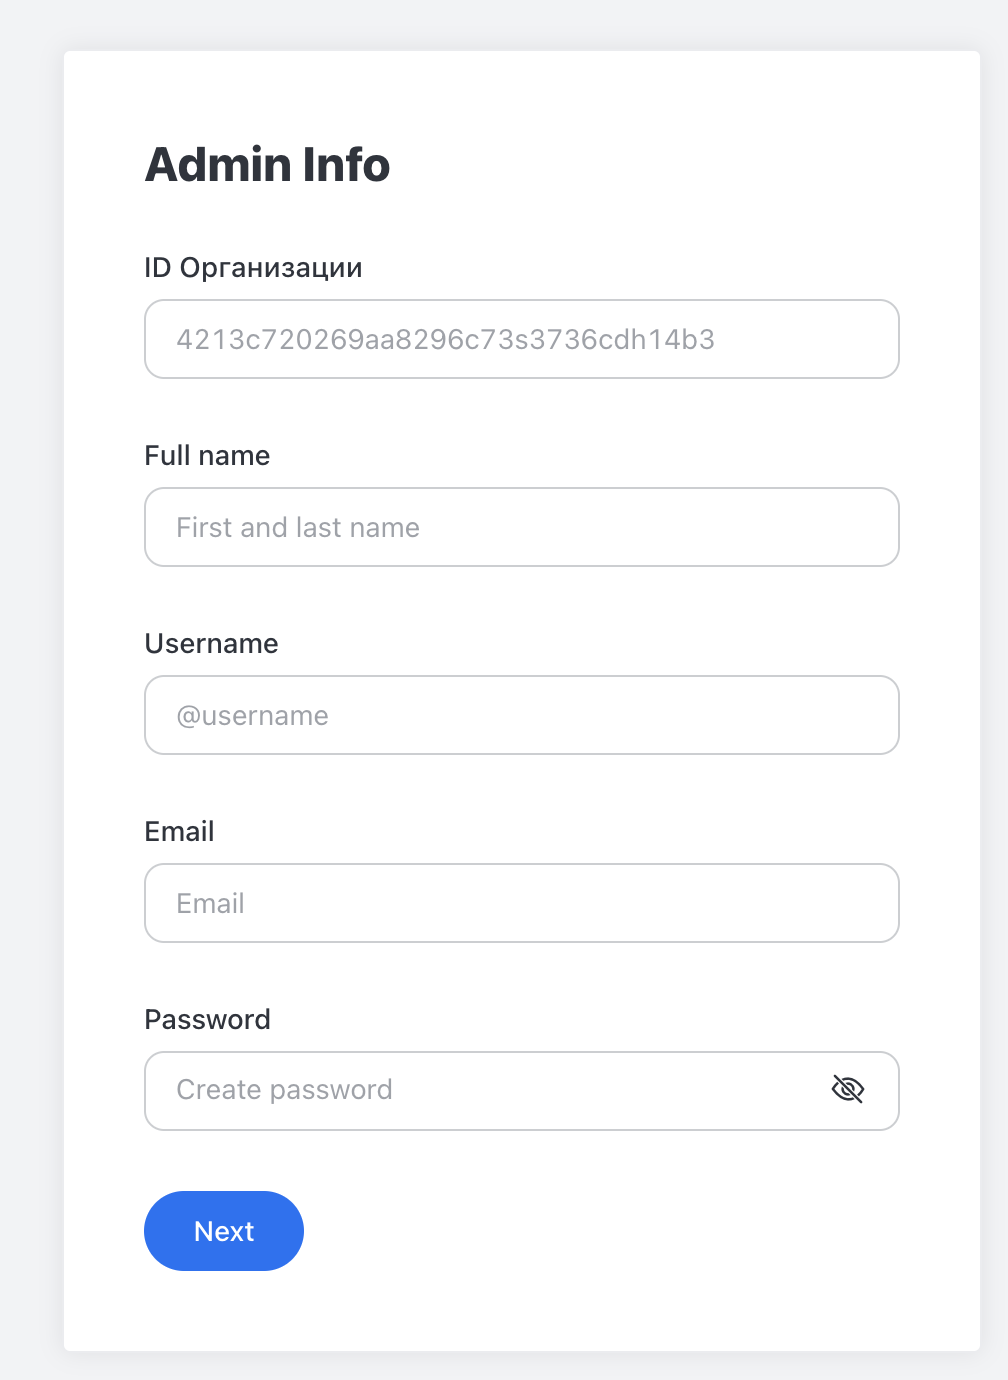 Admin Info
ID Организации
4213c720269aa8296c73s3736cdh14b3
Full name
First and last name
Username
@username
Email
Email
Password
Create password
Next